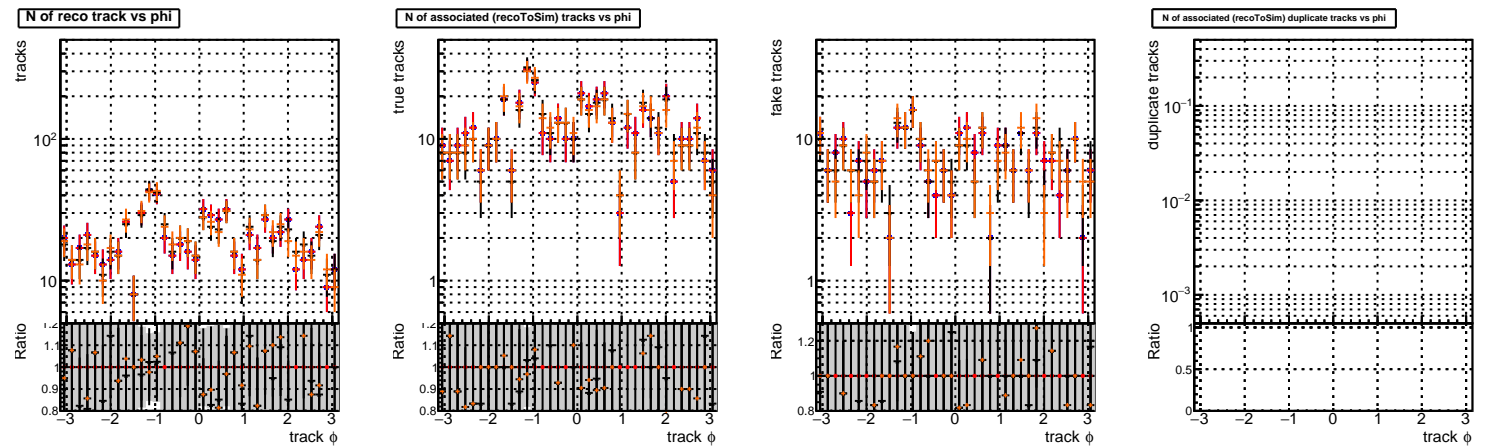 N of reco track vs phi
tracks
10²
10
Ratio
1.2
1.1
1
0.9
0.8
−3 −2 −1 0 1 2 3
track ϕ
N of associated (recoToSim) tracks vs phi
true tracks
10
1
Ratio
1.2
1.1
1
0.9
0.8
−3 −2 −1 0 1 2 3
track ϕ
fake tracks
10
1
Ratio
1.2
1
0.8
−3 −2 −1 0 1 2 3
track ϕ
N of associated (recoToSim) duplicate tracks vs phi
duplicate tracks
10⁻¹
10⁻²
10⁻³
Ratio
1
0.5
0
−3 −2 −1 0 1 2 3
track ϕ